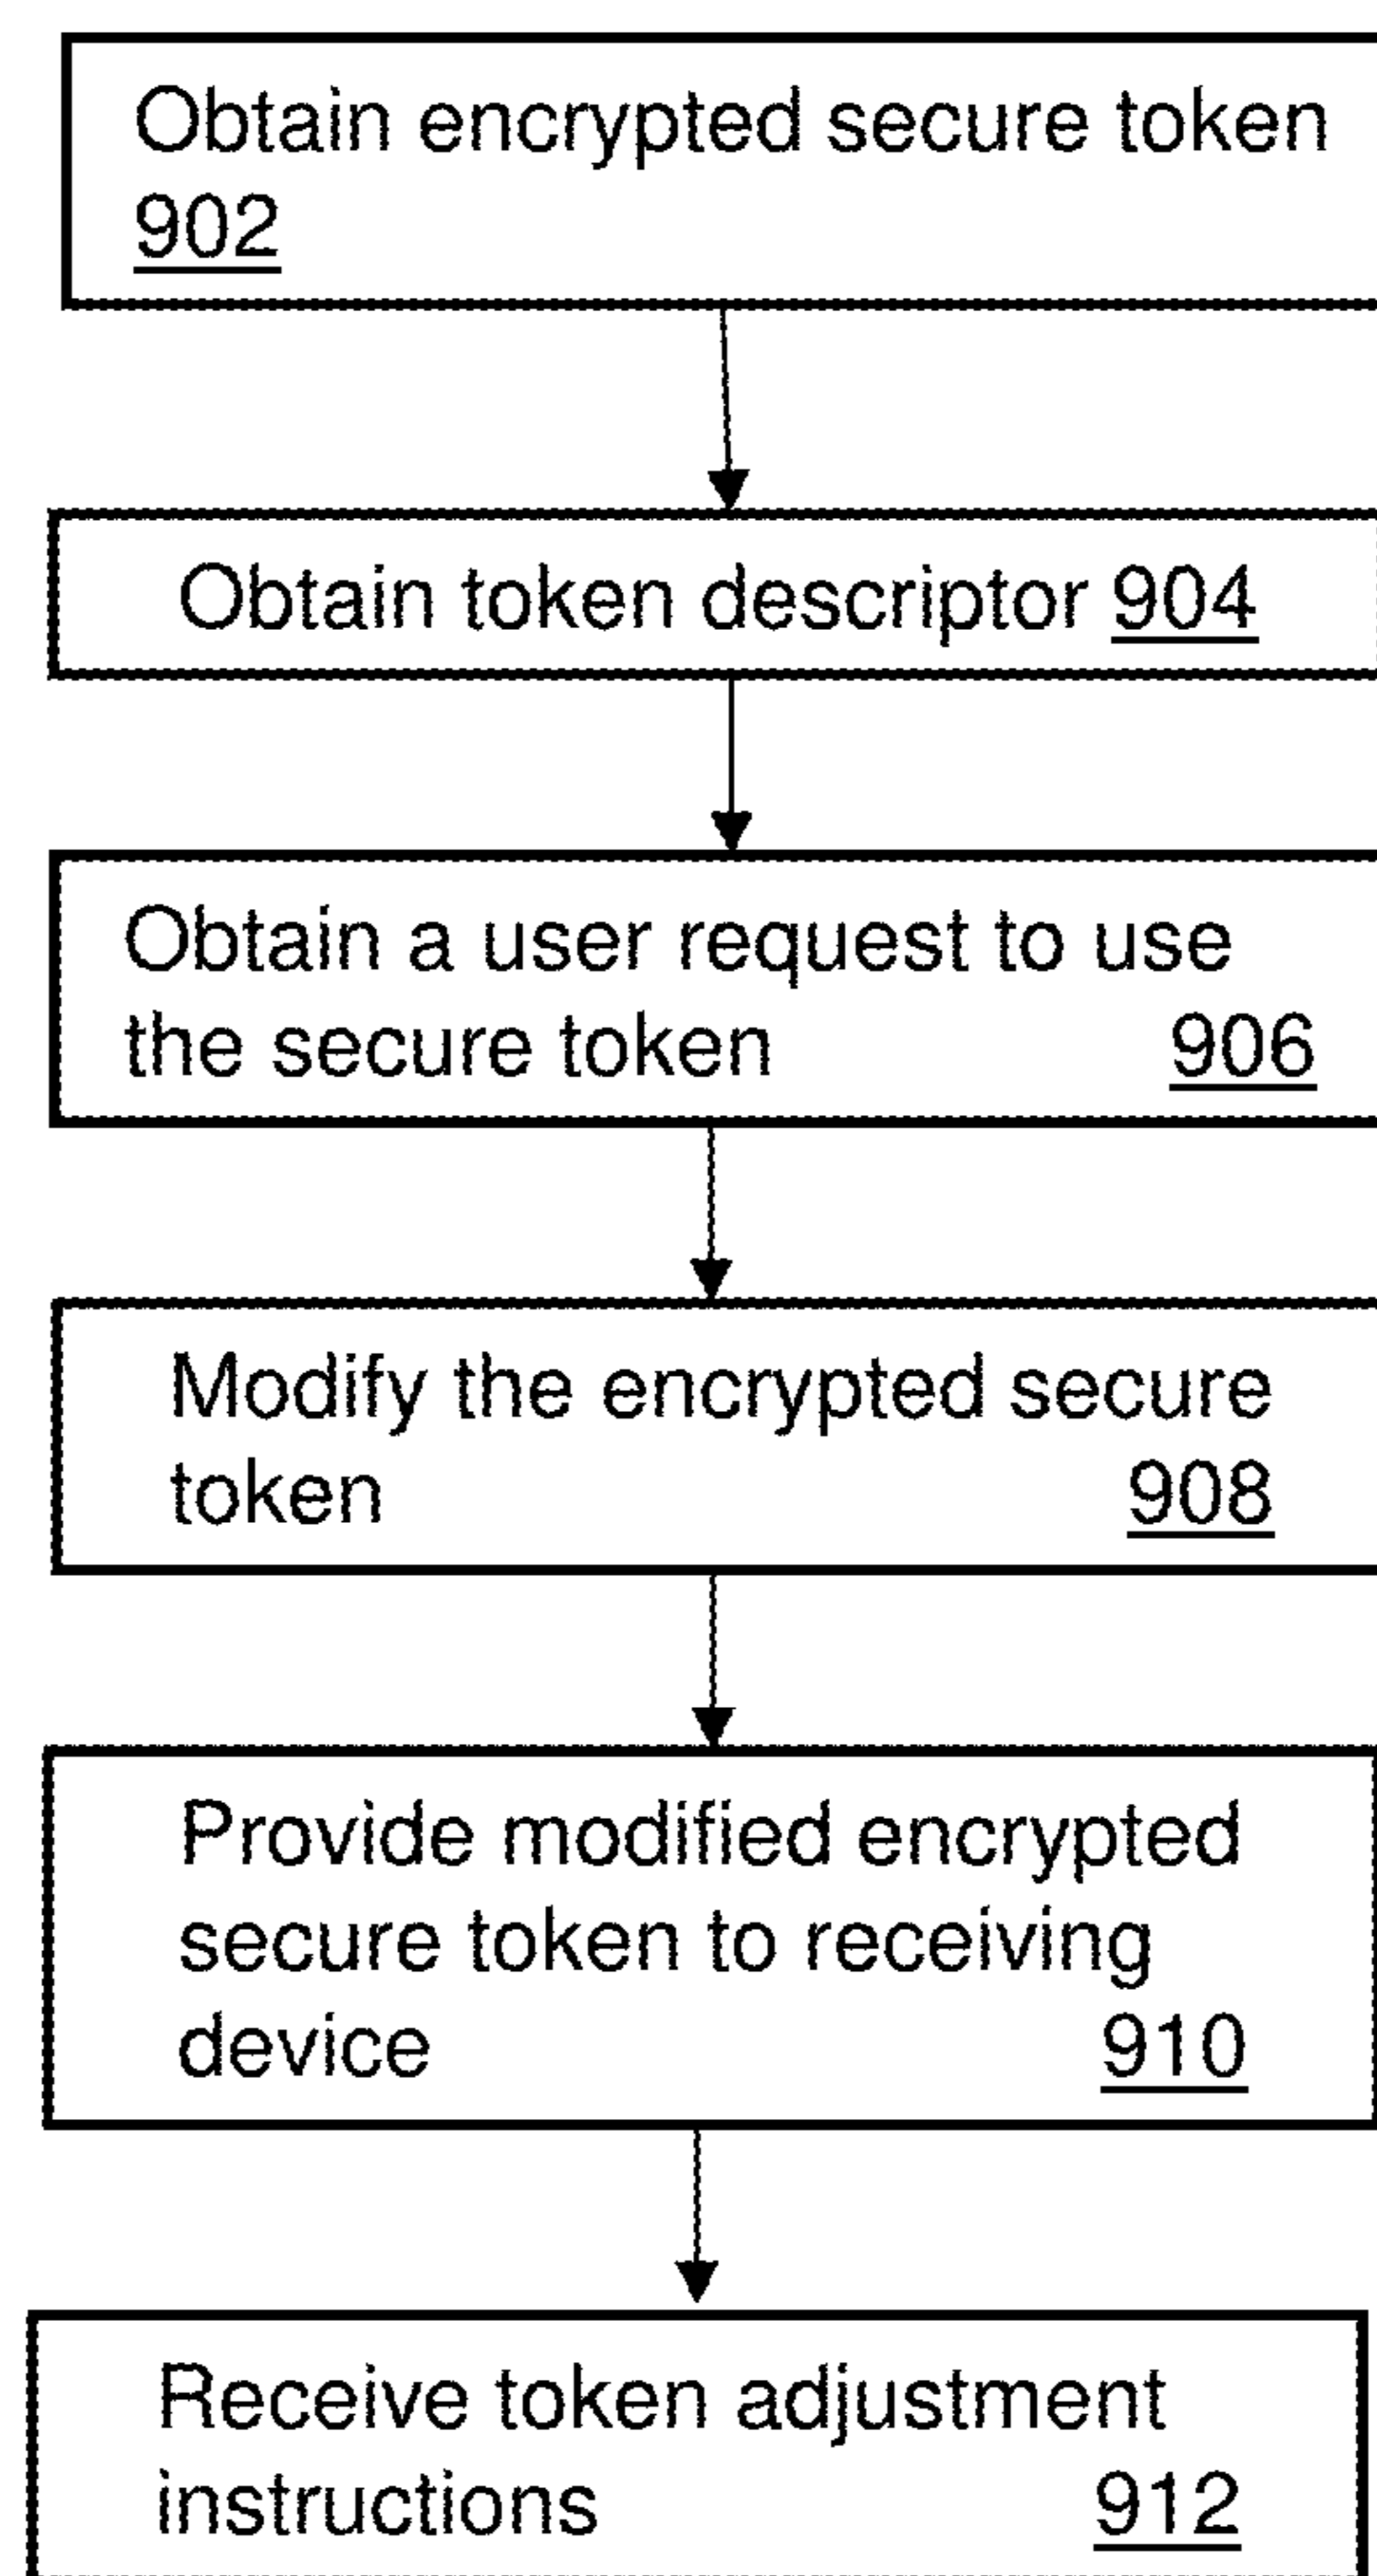 Obtain encrypted secure token
902
Obtain token descriptor 904
Obtain a user request to use
the secure token 906
Modify the encrypted secure
token 908
Provide modified encrypted
secure token to receiving
device 910
Receive token adjustment
instructions 912